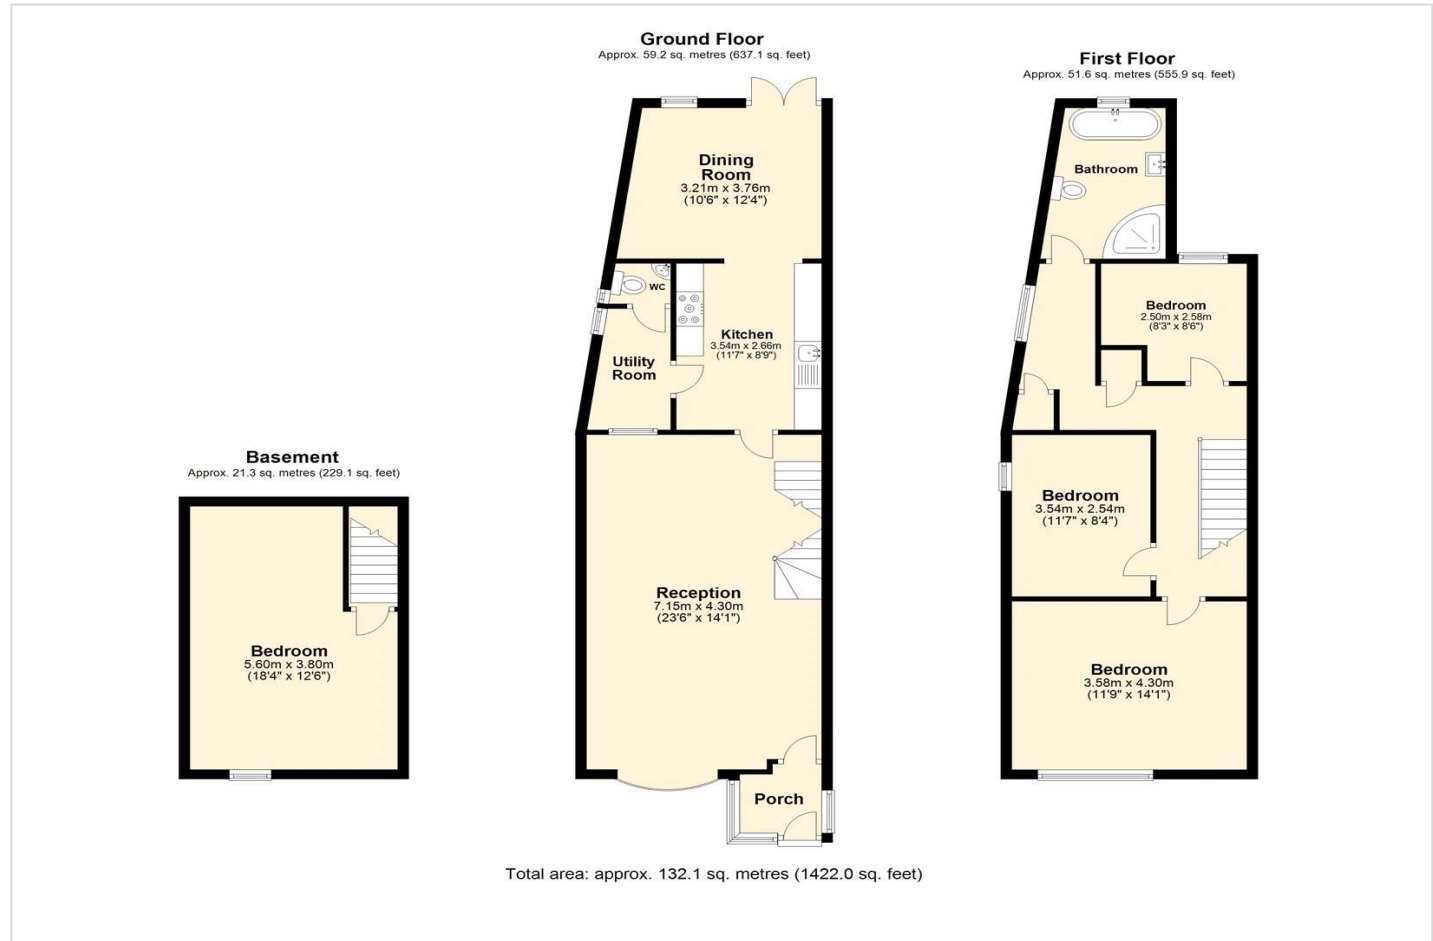 Ground Floor
Approx. 59.2 sq. metres (637.1 sq. feet)
Dining
Room
3.21m x 3.76m
(10'6" x 12'4")
WC
Kitchen
3.54m x 2.66m
(11'7" x 8'9")
Utility
Room
Reception
7.15m x 4.30m
(23'6" x 14'1")
Porch
First Floor
Approx. 51.6 sq. metres (555.9 sq. feet)
Bathroom
Bedroom
2.50m x 2.58m
(8'3" x 8'6")
Bedroom
3.54m x 2.54m
(11'7" x 8'4")
Bedroom
3.58m x 4.30m
(11'9" x 14'1")
Basement
Approx. 21.3 sq. metres (229.1 sq. feet)
Bedroom
5.60m x 3.80m
(18'4" x 12'6")
Total area: approx. 132.1 sq. metres (1422.0 sq. feet)